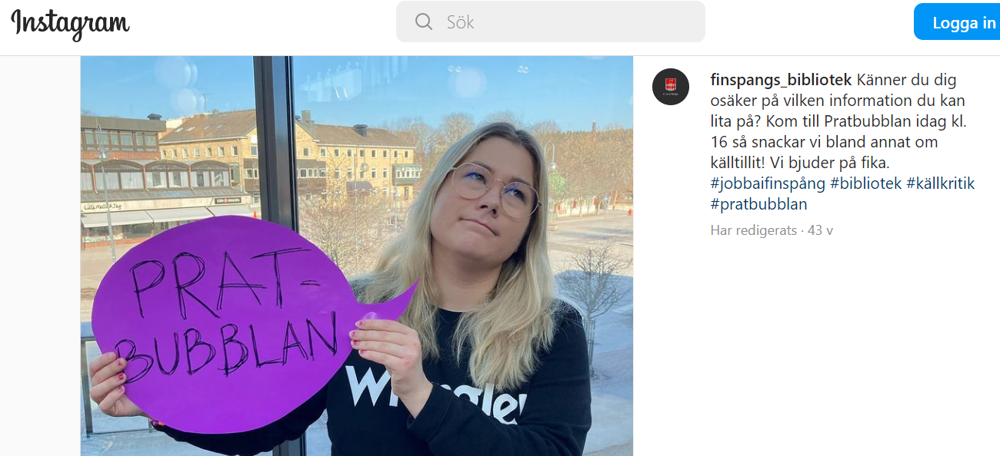 Instagram
Sök
Logga in
finspangs_bibliotek Känner du dig
osäker på vilken information du kan
lita på? Kom till Pratbubblan idag kl.
16 så snackar vi bland annat om
källtillit! Vi bjuder på fika.
#jobbaifinspång #bibliotek #källkritik
#pratbubblan
Har redigerats · 43 v
PRAT-
BUBBLAN